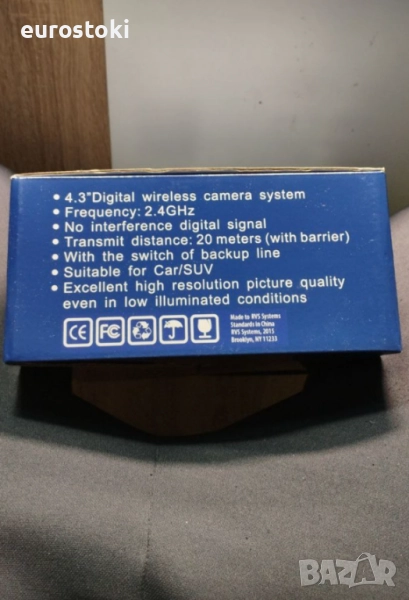 eurostoki
• 4.3"Digital wireless camera system
• Frequency: 2.4GHz
• No interference digital signal
• Transmit distance: 20 meters (with barrier)
• With the switch of backup line
• Suitable for Car/SUV
• Excellent high resolution picture quality
even in low illuminated conditions
CE FC
Made to RVS Systems
Standards in China
RVS Systems, 2015
Brooklyn, NY 11233
BAZAR